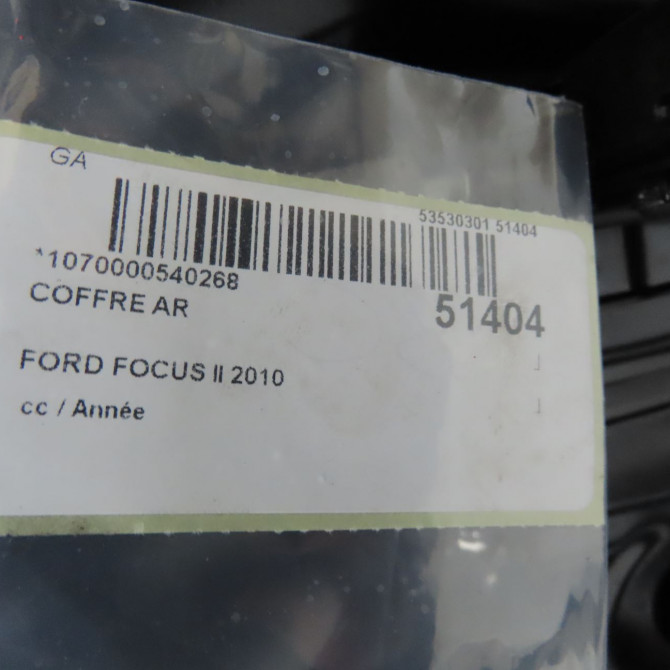 GA
53530301 51404
*1070000540268
51404
COFFRE AR
FORD FOCUS II 2010
cc / Année